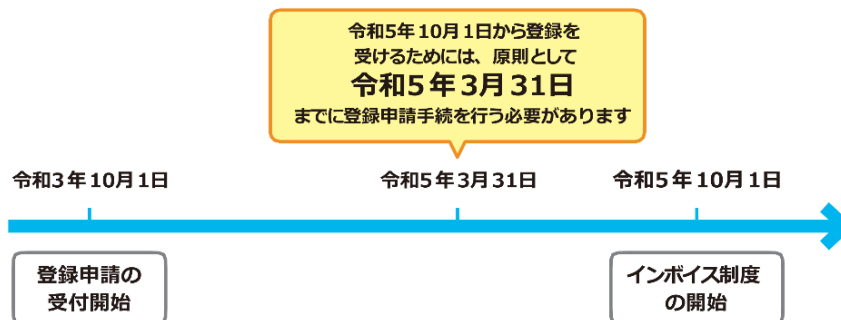 令和5年10月1日から登録を
受けるためには、原則として
令和5年3月31日
までに登録申請手続を行う必要があります
令和3年10月1日
令和5年3月31日
令和5年10月1日
登録申請の
受付開始
インボイス制度
の開始